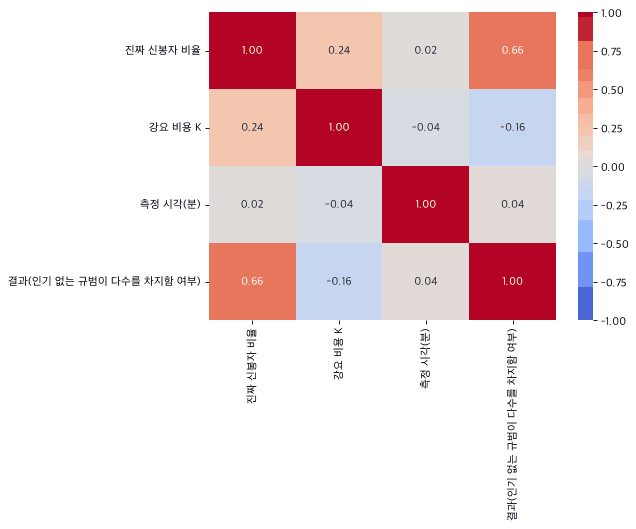 진짜 신봉자 비율
1.00 0.24 0.02 0.66
강요 비용 K
0.24 1.00 -0.04 -0.16
측정 시각(분)
0.02 -0.04 1.00 0.04
결과(인기 없는 규범이 다수를 차지함 여부)
0.66 -0.16 0.04 1.00
진짜 신봉자 비율
강요 비용 K
측정 시각(분)
결과(인기 없는 규범이 다수를 차지함 여부)
1.00
0.75
0.50
0.25
0.00
-0.25
-0.50
-0.75
-1.00